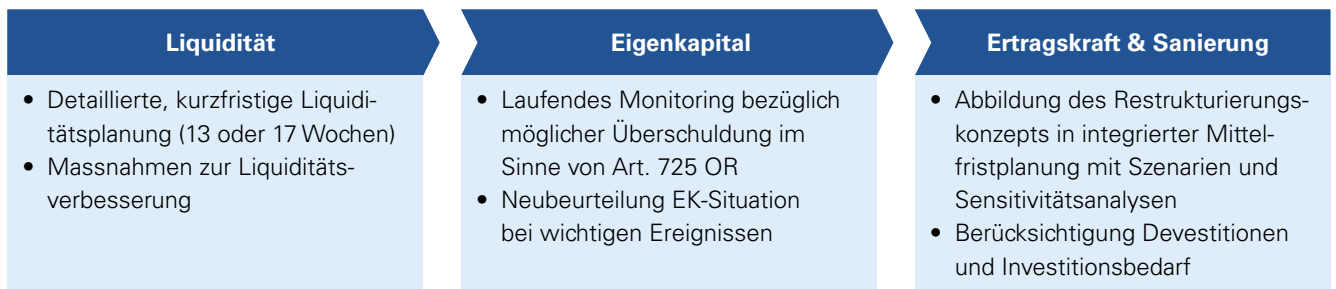 Liquidität
• Detaillierte, kurzfristige Liquidi-
tätsplanung (13 oder 17 Wochen)
• Massnahmen zur Liquiditäts-
verbesserung
Eigenkapital
• Laufendes Monitoring bezüglich
möglicher Überschuldung im
Sinne von Art. 725 OR
• Neubeurteilung EK-Situation
bei wichtigen Ereignissen
Ertragskraft & Sanierung
• Abbildung des Restrukturierungs-
konzepts in integrierter Mittel-
fristplanung mit Szenarien und
Sensitivitätsanalysen
• Berücksichtigung Devestitionen
und Investitionsbedarf